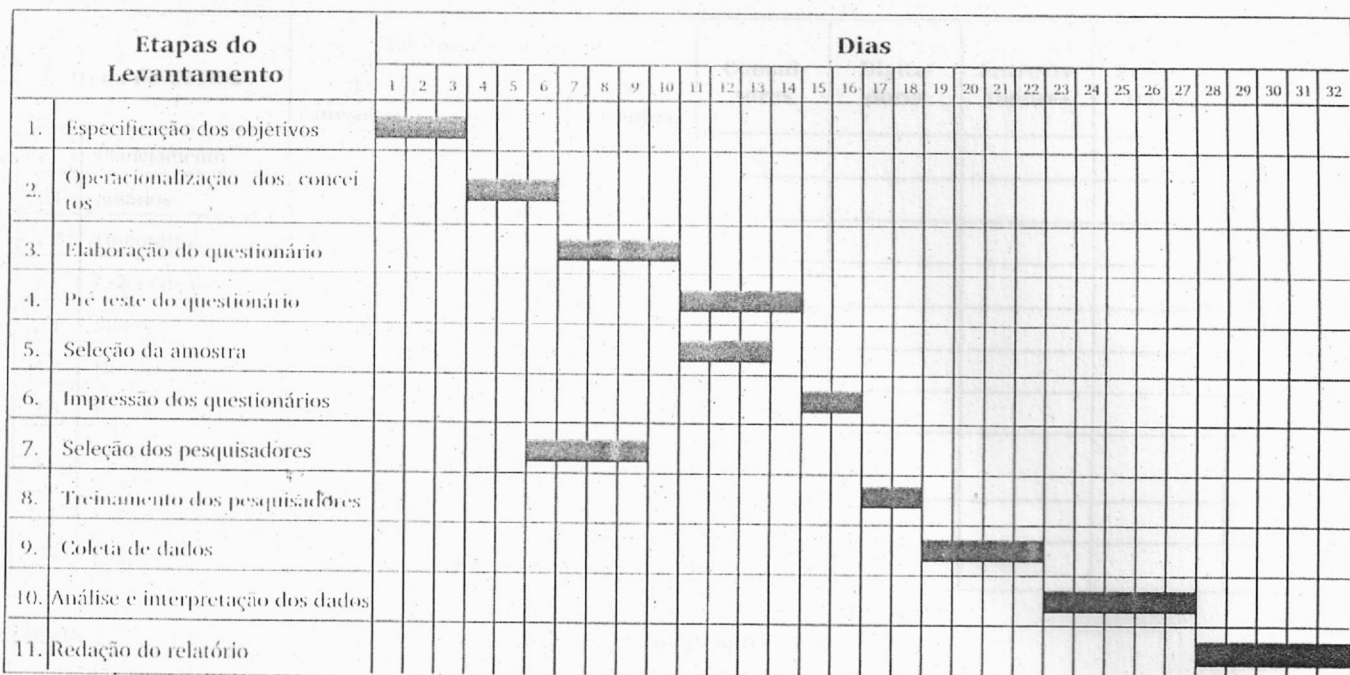 Etapas do
Levantamento
Dias
1 2 3 4 5 6 7 8 9 10 11 12 13 14 15 16 17 18 19 20 21 22 23 24 25 26 27 28 29 30 31 32
1. Especificação dos objetivos
2. Operacionalização dos concei
tos
3. Elaboração do questionário
4. Pré teste do questionário
5. Seleção da amostra
6. Impressão dos questionários
7. Seleção dos pesquisadores
8. Treinamento dos pesquisadores
9. Coleta de dados
10. Análise e interpretação dos dados
11. Redação do relatório